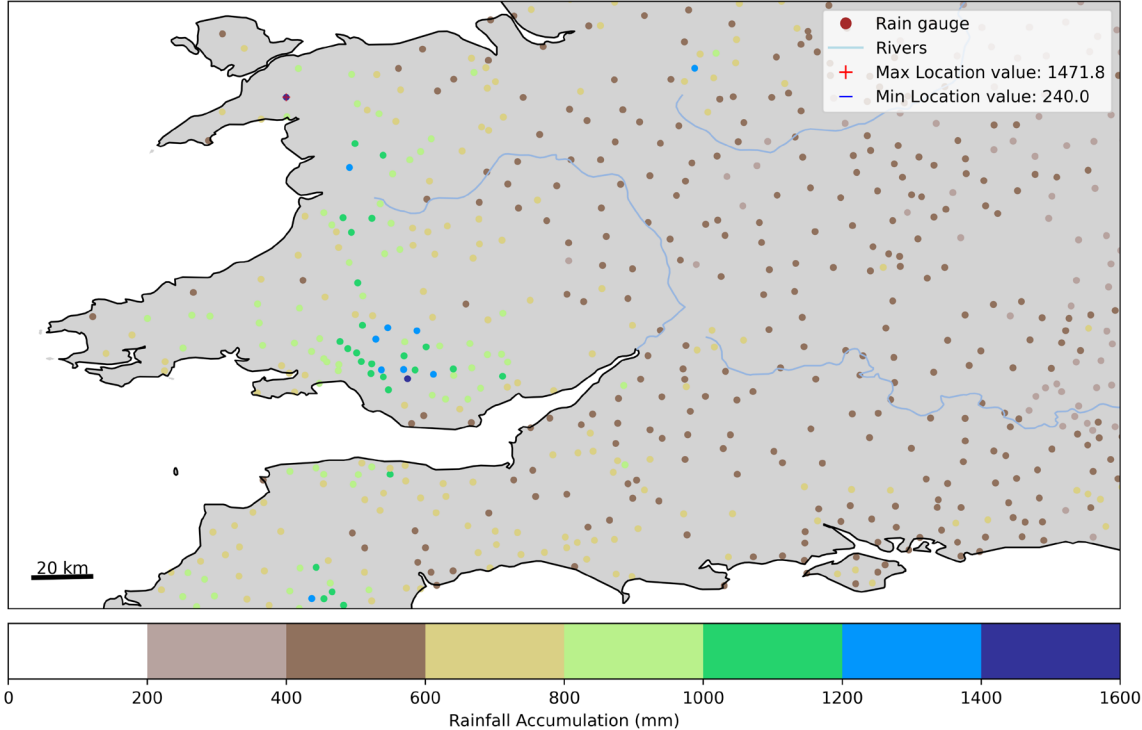 Rain gauge
Rivers
Max Location value: 1471.8
Min Location value: 240.0
20 km
0 200 400 600 800 1000 1200 1400 1600
Rainfall Accumulation (mm)